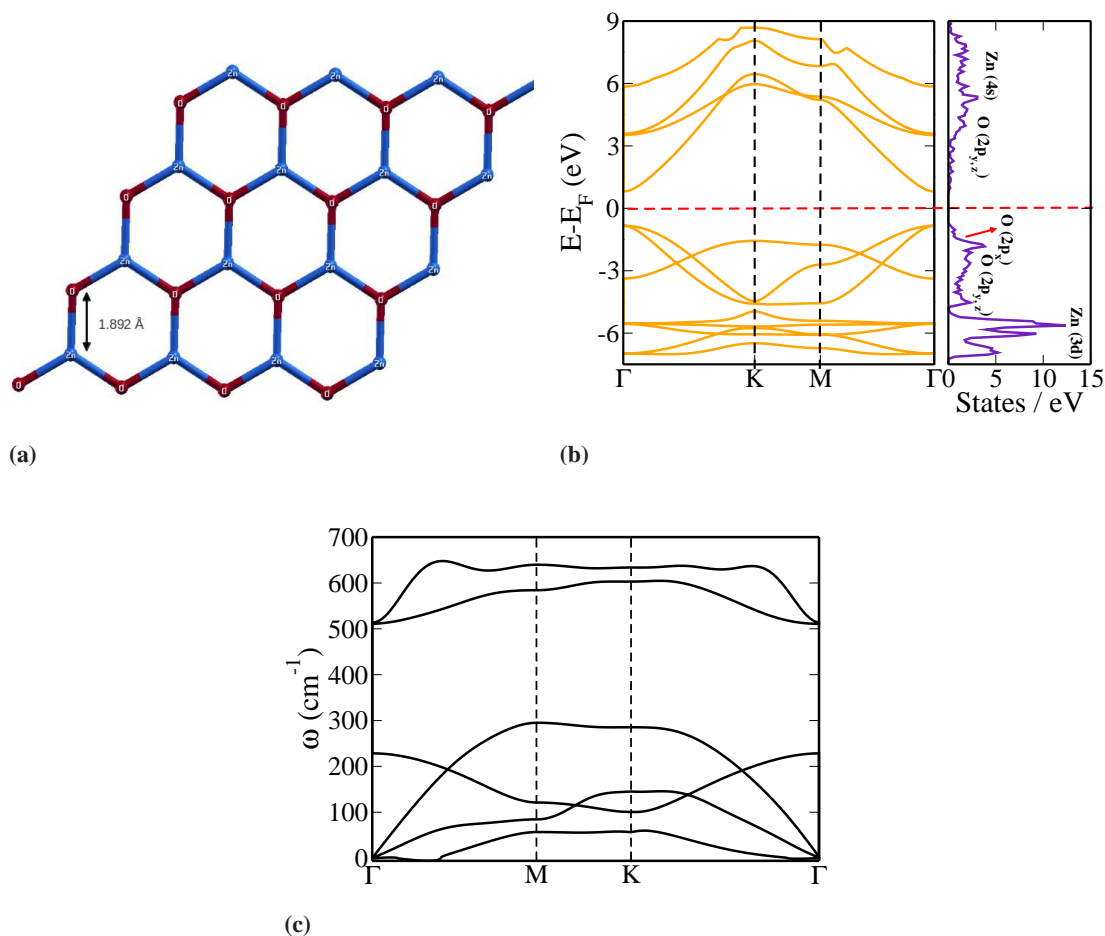 1.892 Å
Zn
O
(a)
9
6
3
0
-3
-6
E-E_F (eV)
Γ
K
M
Γ
Zn (4s)
O (2p_y,z)
O (2p_x)
O (2p_y,z)
Zn (3d)
0
5
10
15
States / eV
(b)
700
600
500
400
300
200
100
0
ω (cm^-1)
Γ
M
K
Γ
(c)